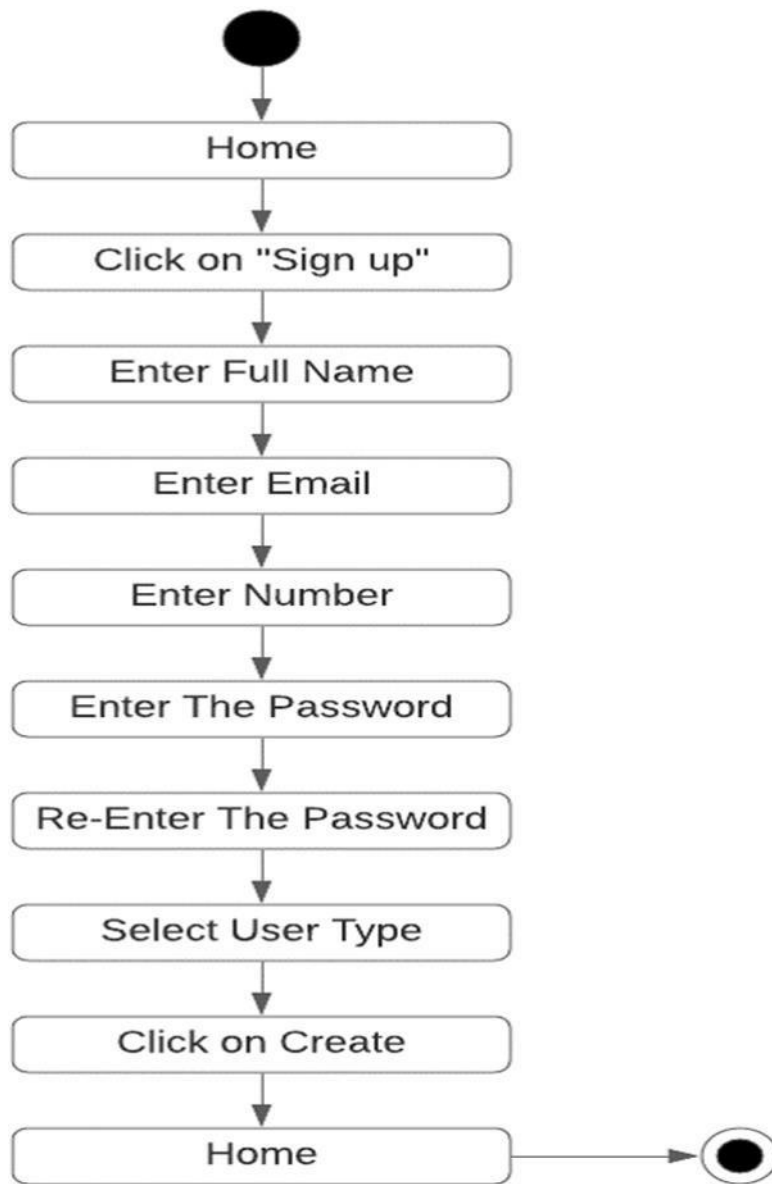 Home
Click on "Sign up"
Enter Full Name
Enter Email
Enter Number
Enter The Password
Re-Enter The Password
Select User Type
Click on Create
Home